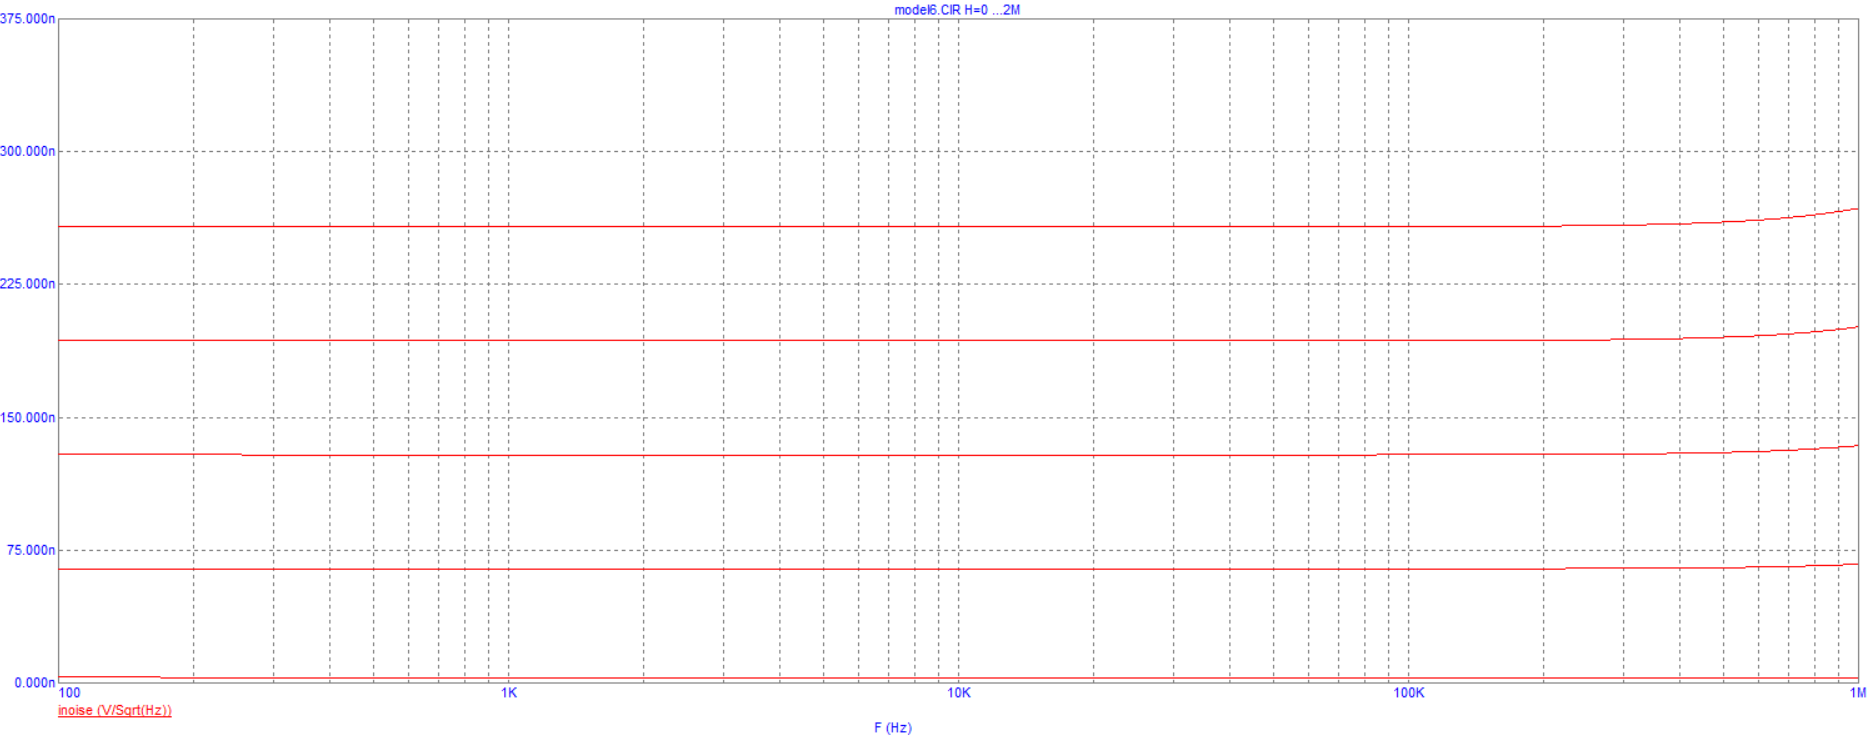 model6.CIR H=0 ...2M
375.000n
300.000n
225.000n
150.000n
75.000n
0.000n
100 1K 10K 100K 1M
inoise (V/Sqrt(Hz))
F (Hz)